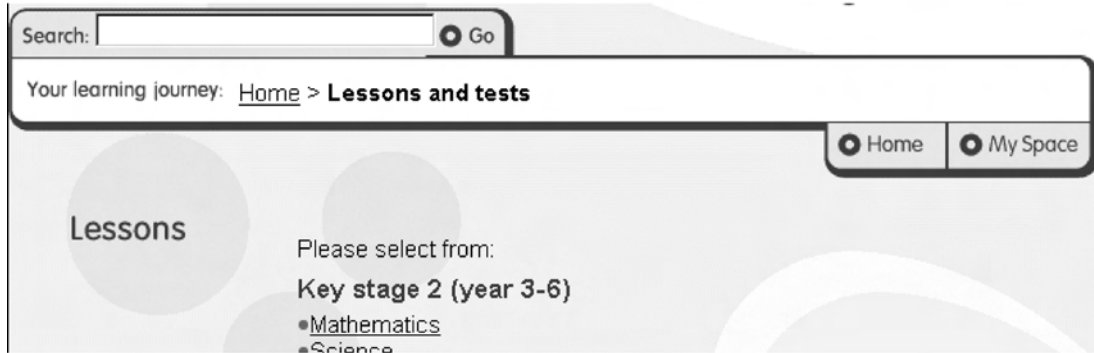 Search: Go
Your learning journey: Home > Lessons and tests
Home My Space
Lessons
Please select from:
Key stage 2 (year 3-6)
•Mathematics
•Science